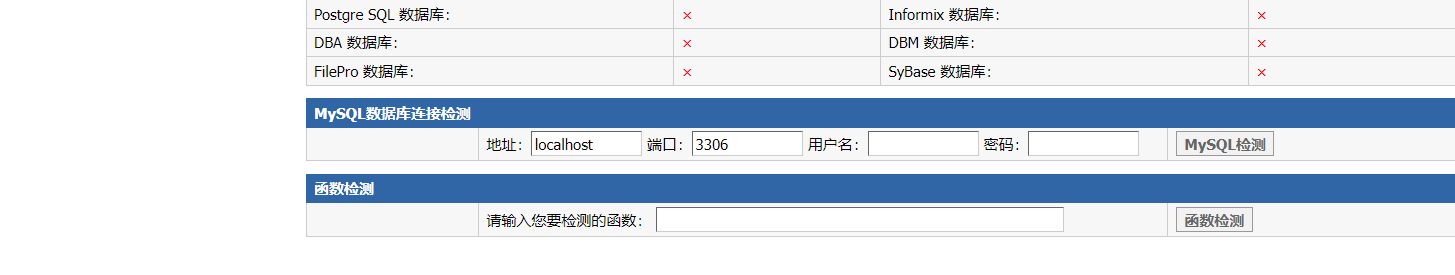 Postgre SQL 数据库： × Informix 数据库： ×
DBA 数据库： × DBM 数据库： ×
FilePro 数据库： × SyBase 数据库： ×
MySQL数据库连接检测
地址： localhost 端口： 3306 用户名： 密码： MySQL检测
函数检测
请输入您要检测的函数： 函数检测